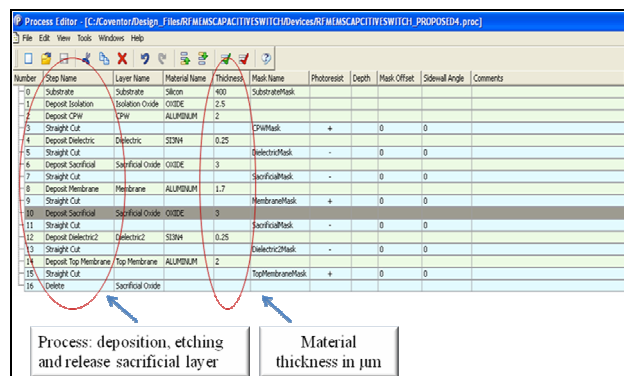 Process Editor - [C:/Coventor/Design_Files/RFMEMSCAPACITIVESWITCH/Devices/RFMEMSCAPCITIVESWITCH_PROPOSED4.proc]
File Edit View Tools Windows Help
Number Step Name Layer Name Material Name Thickness Mask Name Photoresist Depth Mask Offset Sidewall Angle Comments
0 Substrate Substrate Silicon 400 SubstrateMask
1 Deposit Isolation Isolation Oxide OXIDE 2.5
2 Deposit CPW CPW ALUMINUM 2
3 Straight Cut CPWMask + 0 0
4 Deposit Dielectric Dielectric SI3N4 0.25
5 Straight Cut DielectricMask - 0 0
6 Deposit Sacrificial Sacrificial Oxide OXIDE 3
7 Straight Cut SacrificialMask - 0 0
8 Deposit Membrane Membrane ALUMINUM 1.7
9 Straight Cut MembraneMask + 0 0
10 Deposit Sacrificial Sacrificial Oxide OXIDE 3
11 Straight Cut SacrificialMask - 0 0
12 Deposit Dielectric2 Dielectric2 SI3N4 0.25
13 Straight Cut Dielectric2Mask - 0 0
14 Deposit Top Membrane Top Membrane ALUMINUM 2
15 Straight Cut TopMembraneMask + 0 0
16 Delete Sacrificial Oxide
Process: deposition, etching
and release sacrificial layer
Material
thickness in μm